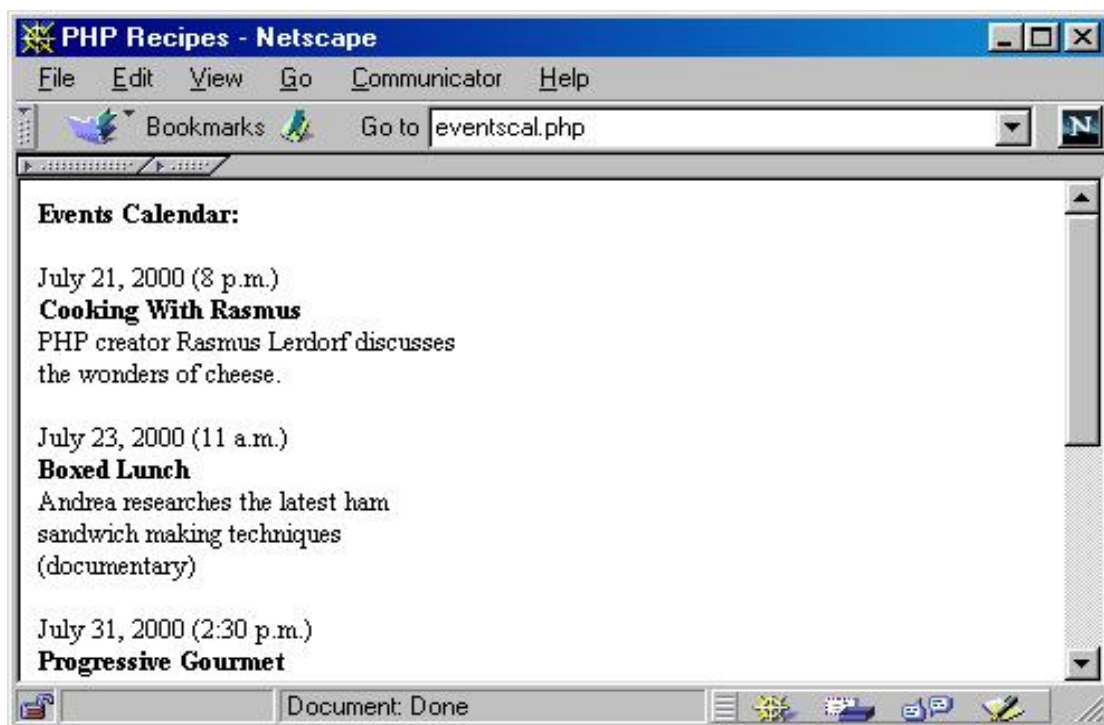 PHP Recipes - Netscape
File Edit View Go Communicator Help
Bookmarks Go to eventscal.php N
Events Calendar:
July 21, 2000 (8 p.m.)
Cooking With Rasmus
PHP creator Rasmus Lerdorf discusses
the wonders of cheese.
July 23, 2000 (11 a.m.)
Boxed Lunch
Andrea researches the latest ham
sandwich making techniques
(documentary)
July 31, 2000 (2:30 p.m.)
Progressive Gourmet
Document: Done